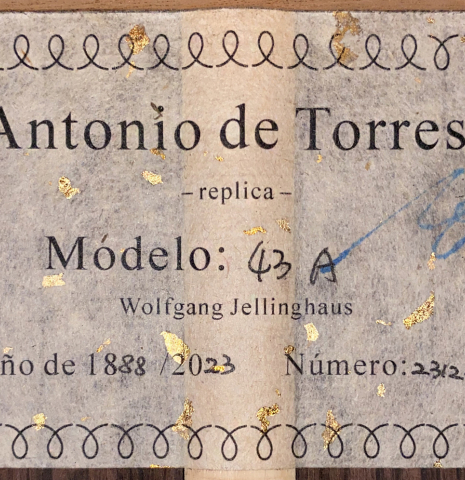 Antonio de Torres
– replica –
Módelo: 43 A
Wolfgang Jellinghaus
ño de 1888 /2023 Número:2312